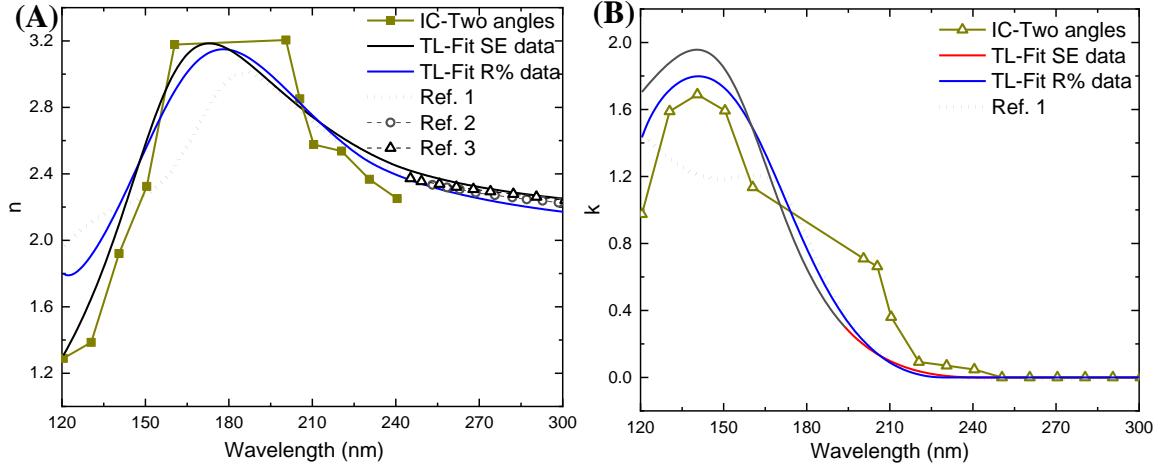 (A)
IC-Two angles
TL-Fit SE data
TL-Fit R% data
Ref. 1
Ref. 2
Ref. 3
3.2
2.8
2.4
2.0
1.6
1.2
n
120 150 180 210 240 270 300
Wavelength (nm)
(B)
IC-Two angles
TL-Fit SE data
TL-Fit R% data
Ref. 1
2.0
1.6
1.2
0.8
0.4
0.0
k
120 150 180 210 240 270 300
Wavelength (nm)